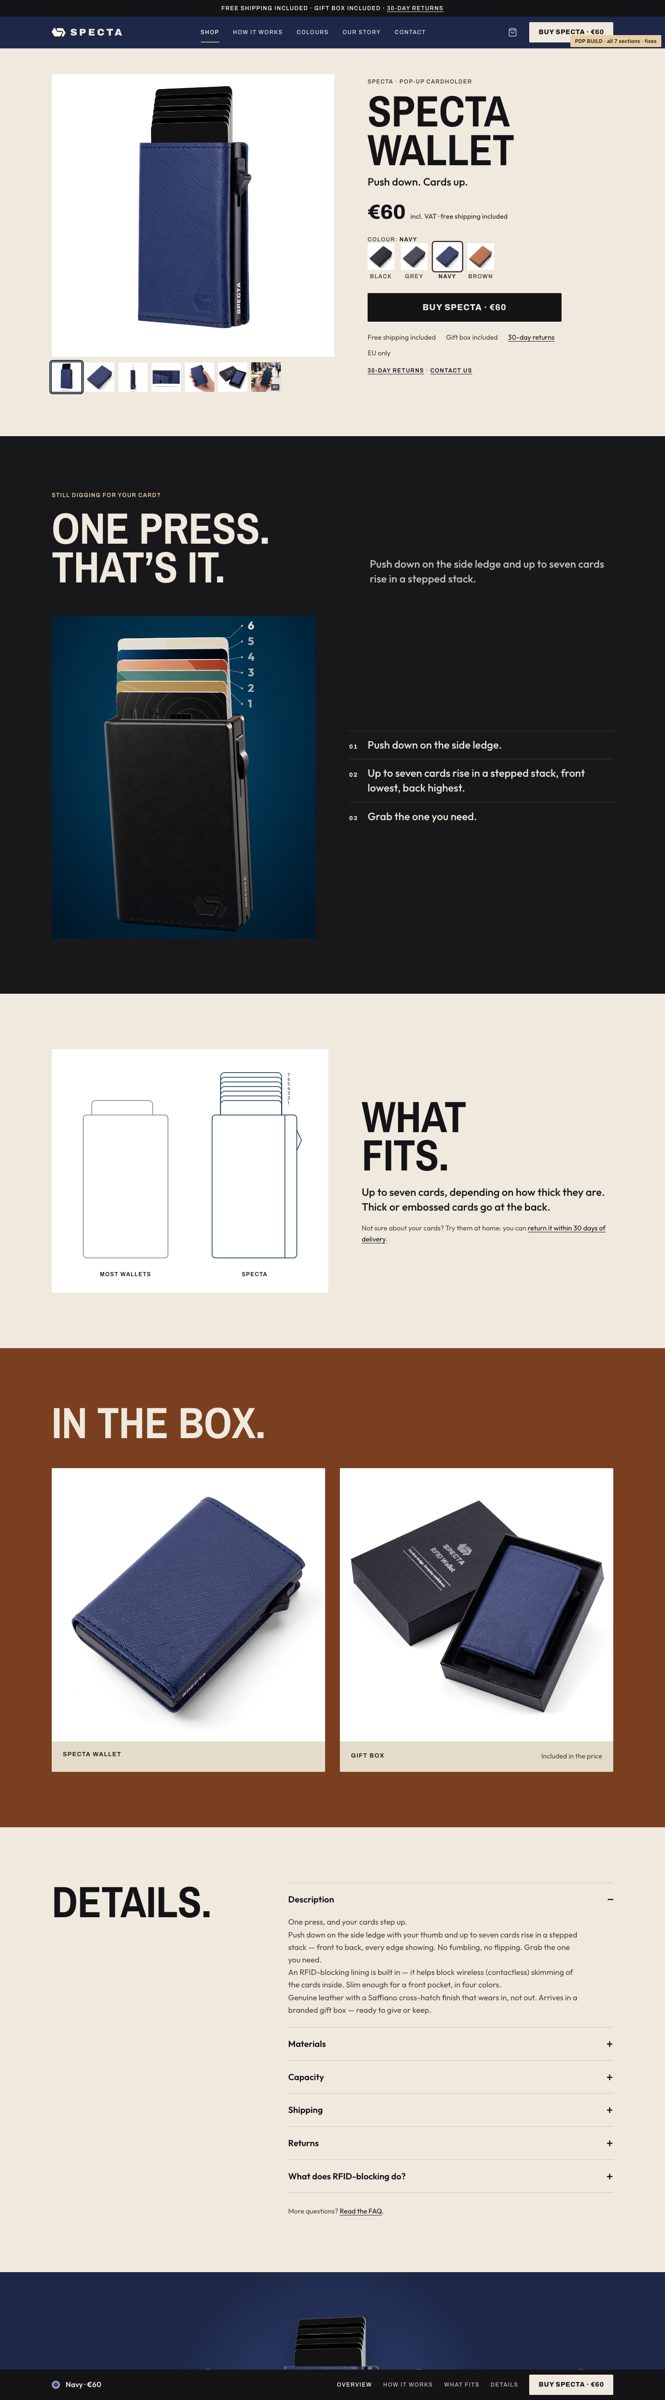 FREE SHIPPING INCLUDED · GIFT BOX INCLUDED · 30-DAY RETURNS
SPECTA
SHOP
HOW IT WORKS
COLOURS
OUR STORY
CONTACT
BUY SPECTA · €60
PDP BUILD · all 7 sections · fixes
SPECTA
SPECTA · POP-UP CARDHOLDER
SPECTA
WALLET
Push down. Cards up.
€60 incl. VAT · free shipping included
COLOUR: NAVY
BLACK
GREY
NAVY
BROWN
BUY SPECTA · €60
Free shipping included
Gift box included
30-day returns
EU only
30-DAY RETURNS · CONTACT US
STILL DIGGING FOR YOUR CARD?
ONE PRESS.
THAT’S IT.
Push down on the side ledge and up to seven cards
rise in a stepped stack.
6
5
4
3
2
1
SPECTA
01 Push down on the side ledge.
02 Up to seven cards rise in a stepped stack, front
lowest, back highest.
03 Grab the one you need.
7
6
5
4
3
2
1
MOST WALLETS
SPECTA
WHAT
FITS.
Up to seven cards, depending on how thick they are.
Thick or embossed cards go at the back.
Not sure about your cards? Try them at home: you can return it within 30 days of
delivery.
IN THE BOX.
SPECTA
SPECTA
RFID Wallet
SPECTA WALLET
GIFT BOX
Included in the price
DETAILS.
Description
One press, and your cards step up.
Push down on the side ledge with your thumb and up to seven cards rise in a stepped
stack — front to back, every edge showing. No fumbling, no flipping. Grab the one
you need.
An RFID-blocking lining is built in — it helps block wireless (contactless) skimming of
the cards inside. Slim enough for a front pocket, in four colors.
Genuine leather with a Saffiano cross-hatch finish that wears in, not out. Arrives in a
branded gift box — ready to give or keep.
Materials
Capacity
Shipping
Returns
What does RFID-blocking do?
More questions? Read the FAQ.
Navy · €60
OVERVIEW
HOW IT WORKS
WHAT FITS
DETAILS
BUY SPECTA · €60